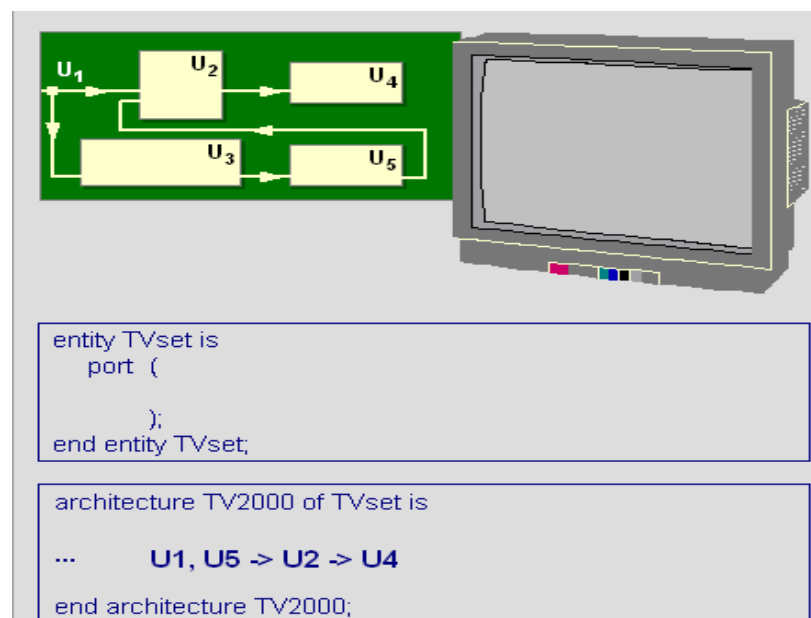 U1
U2
U4
U3
U5
entity TVset is
port (
);
end entity TVset;
architecture TV2000 of TVset is
... U1, U5 -> U2 -> U4
end architecture TV2000;